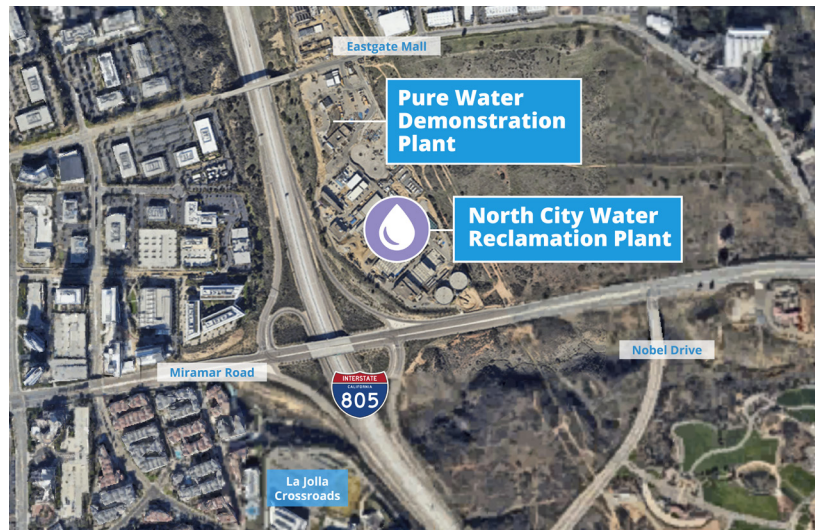 Eastgate Mall
Pure Water
Demonstration
Plant
North City Water
Reclamation Plant
Nobel Drive
Miramar Road
INTERSTATE
CALIFORNIA
805
La Jolla
Crossroads